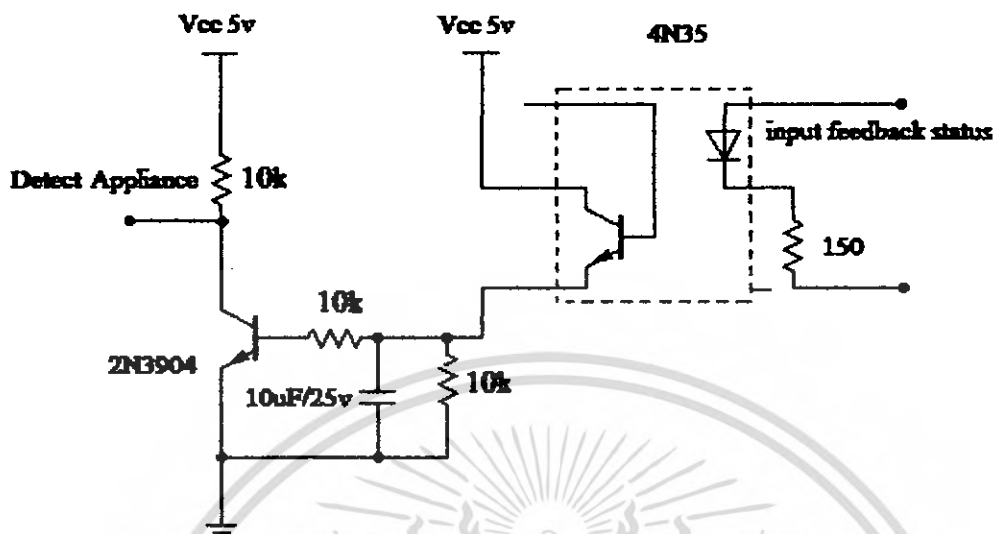 Vcc 5v
Vcc 5v
4N35
input feedback status
Detect Appliance
10k
150
10k
2N3904
10uF/25v
10k